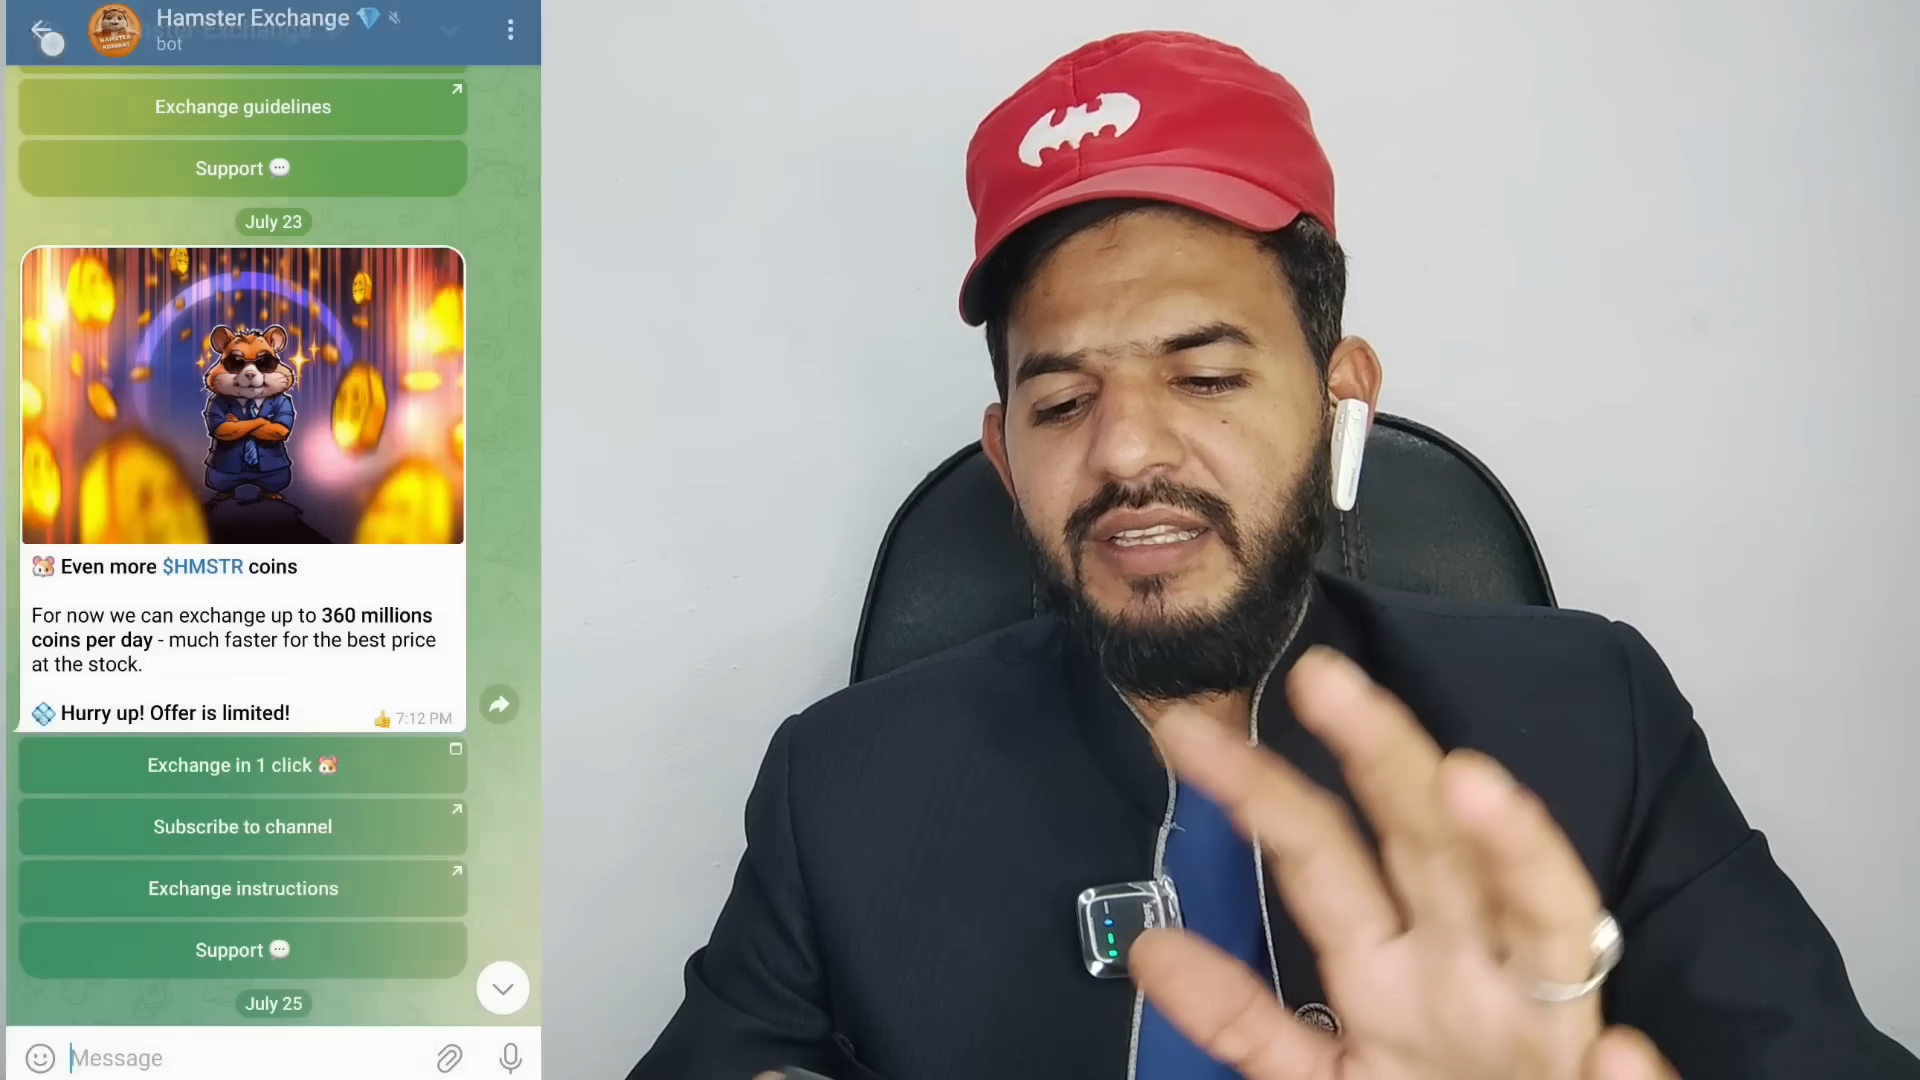 Hamster Exchange 💎
bot
Exchange guidelines
Support 💬
July 23
🐹 Even more $HMSTR coins
For now we can exchange up to 360 millions
coins per day - much faster for the best price
at the stock.
💠 Hurry up! Offer is limited!
👍 7:12 PM
Exchange in 1 click 🐹
Subscribe to channel
Exchange instructions
Support 💬
July 25
Message